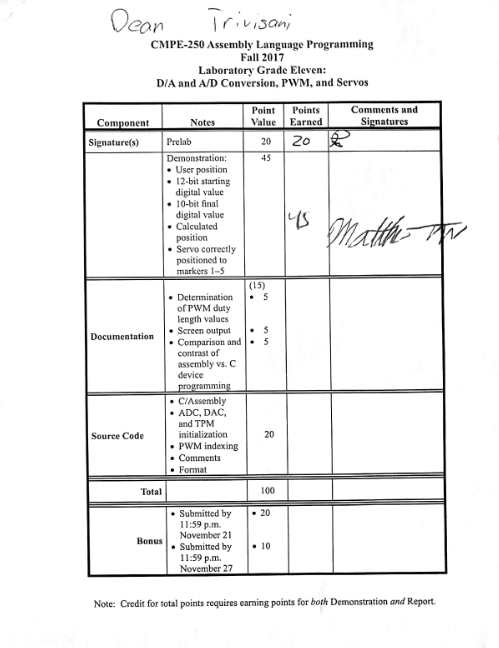 Dean Trivisani
CMPE-250 Assembly Language Programming
Fall 2017
Laboratory Grade Eleven:
D/A and A/D Conversion, PWM, and Servos
Component Notes Point Value Points Earned Comments and Signatures
Signature(s) Prelab 20 20
Demonstration: 45
• User position
• 12-bit starting
digital value
• 10-bit final
digital value
• Calculated
position
• Servo correctly
positioned to
markers 1–5
45
Matthew
Documentation
(15)
• Determination • 5
of PWM duty
length values
• Screen output • 5
• Comparison and • 5
contrast of
assembly vs. C
device
programming
Source Code
• C/Assembly
• ADC, DAC,
and TPM
initialization 20
• PWM indexing
• Comments
• Format
Total 100
Bonus
• Submitted by • 20
11:59 p.m.
November 21
• Submitted by • 10
11:59 p.m.
November 27
Note: Credit for total points requires earning points for both Demonstration and Report.